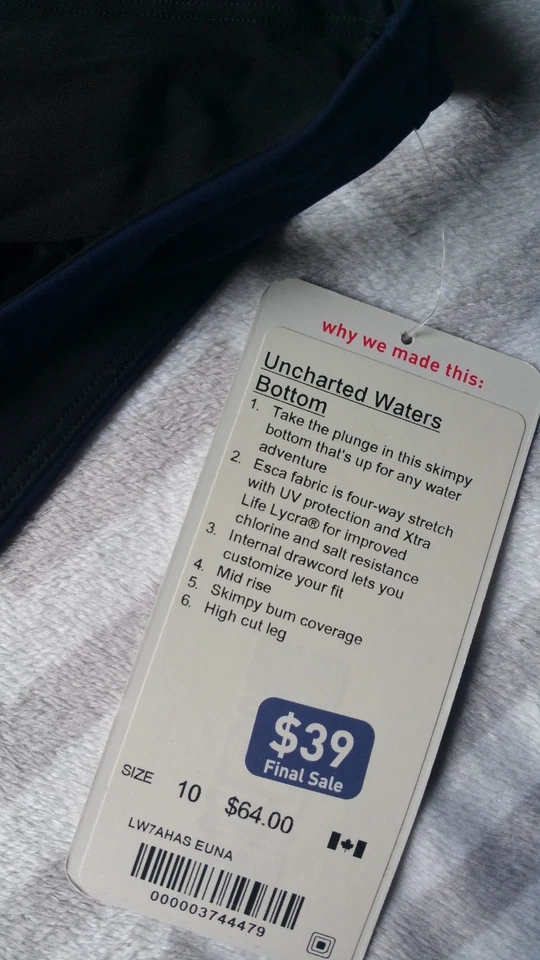 why we made this:
Uncharted Waters
Bottom
1. Take the plunge in this skimpy
bottom that's up for any water
adventure
2. Esca fabric is four-way stretch
with UV protection and Xtra
Life Lycra® for improved
chlorine and salt resistance
3. Internal drawcord lets you
customize your fit
4. Mid rise
5. Skimpy bum coverage
6. High cut leg
$39
Final Sale
SIZE 10 $64.00
LW7AHAS EUNA
000003744479